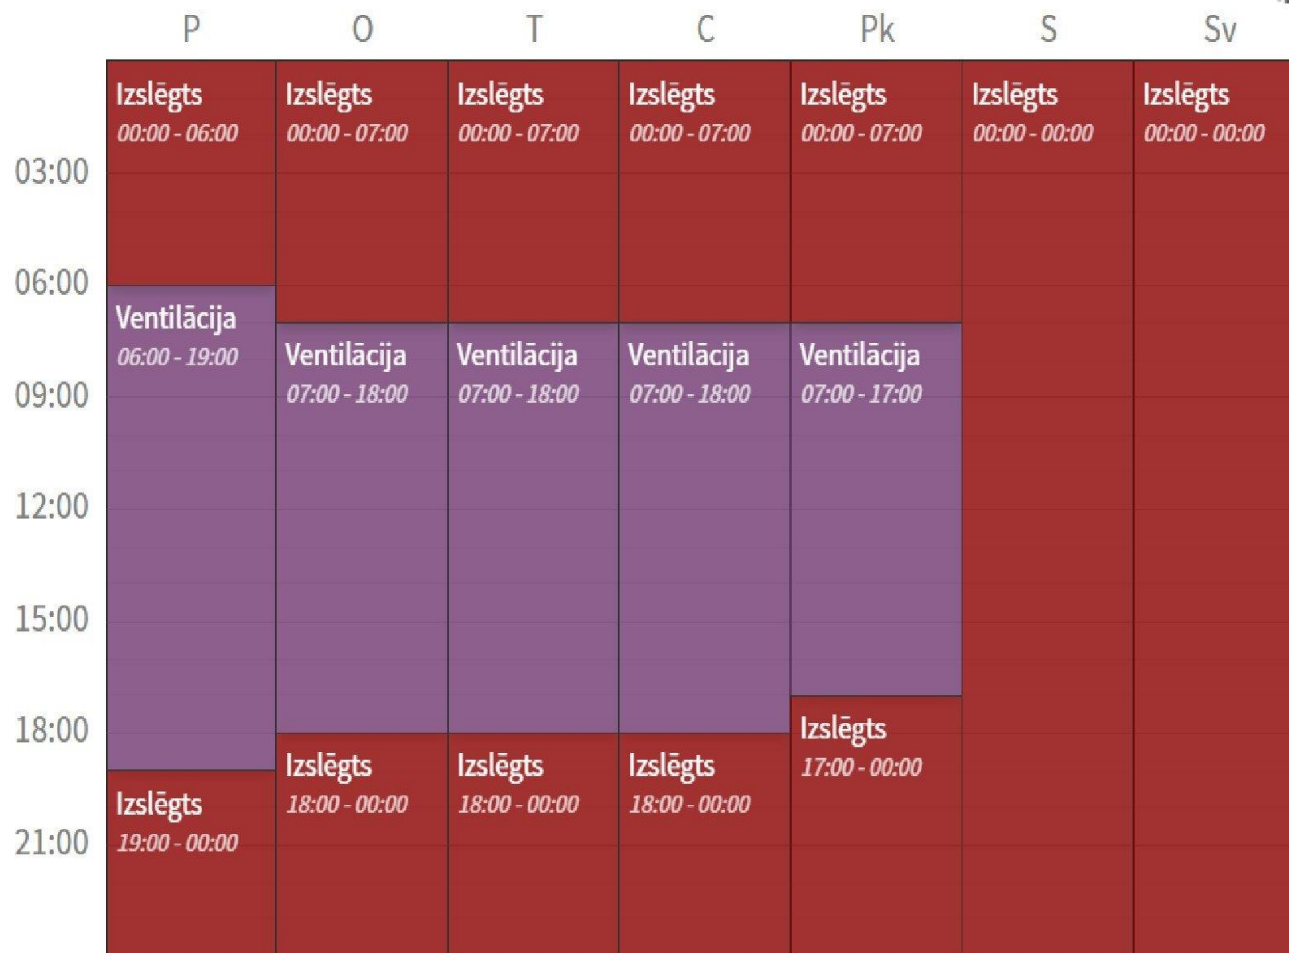 P O T C Pk S Sv
Izslēgts Izslēgts Izslēgts Izslēgts Izslēgts Izslēgts Izslēgts
00:00 - 06:00 00:00 - 07:00 00:00 - 07:00 00:00 - 07:00 00:00 - 07:00 00:00 - 00:00 00:00 - 00:00
03:00
06:00
Ventilācija
06:00 - 19:00
Ventilācija Ventilācija Ventilācija Ventilācija
07:00 - 18:00 07:00 - 18:00 07:00 - 18:00 07:00 - 17:00
09:00
12:00
15:00
18:00
Izslēgts
17:00 - 00:00
Izslēgts Izslēgts Izslēgts
18:00 - 00:00 18:00 - 00:00 18:00 - 00:00
Izslēgts
19:00 - 00:00
21:00